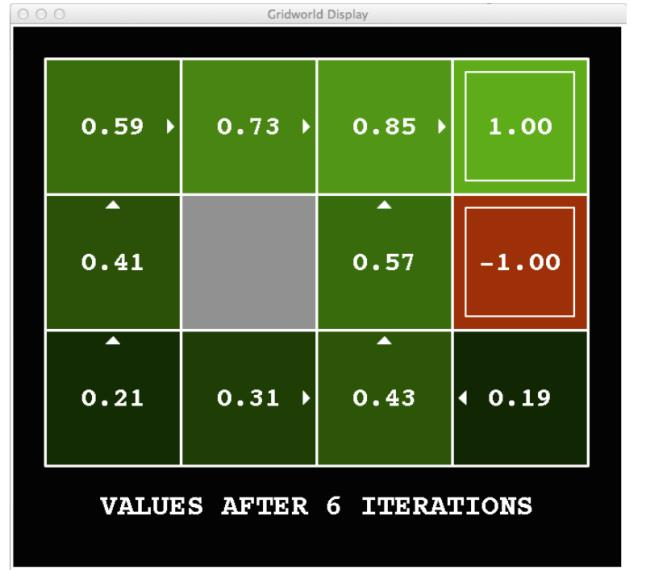 Gridworld Display
0.59 0.73 0.85 1.00
0.41 0.57 -1.00
0.21 0.31 0.43 0.19
VALUES AFTER 6 ITERATIONS